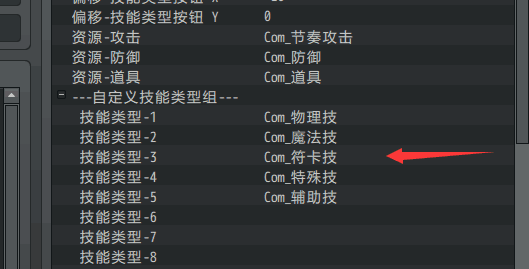 偏移-技能类型按钮 Y 0
资源-攻击 Com_节奏攻击
资源-防御 Com_防御
资源-道具 Com_道具
---自定义技能类型组---
技能类型-1 Com_物理技
技能类型-2 Com_魔法技
技能类型-3 Com_符卡技
技能类型-4 Com_特殊技
技能类型-5 Com_辅助技
技能类型-6
技能类型-7
技能类型-8